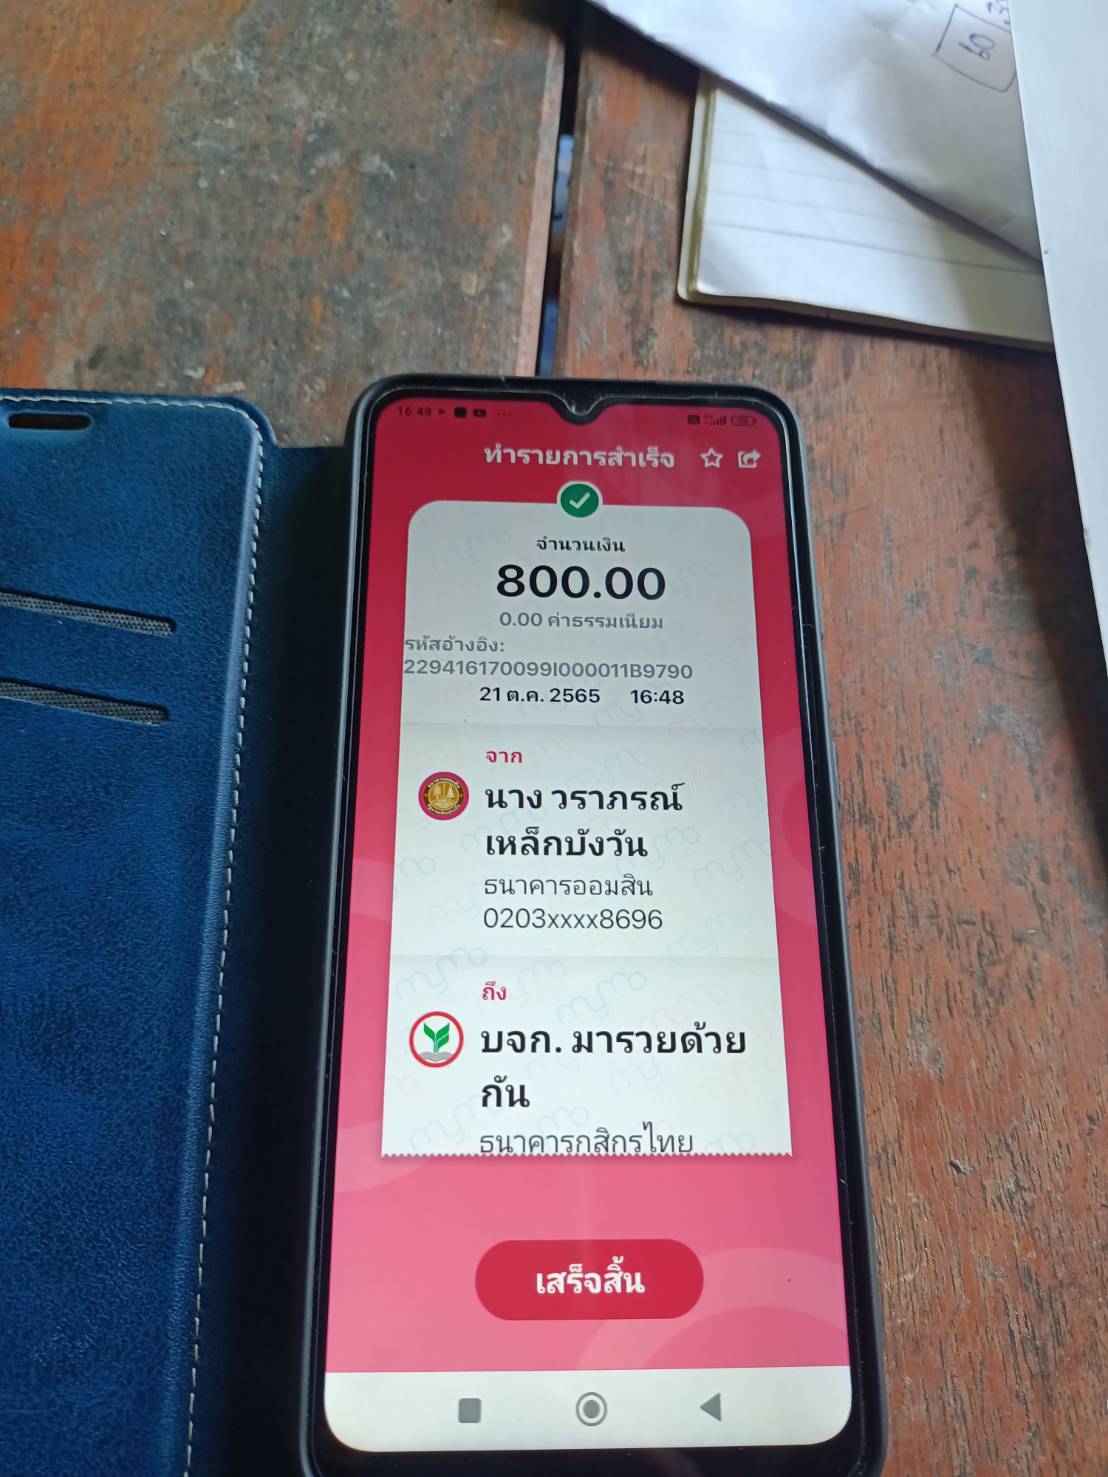 60
16:49
ทำรายการสำเร็จ
จำนวนเงิน
800.00
0.00 ค่าธรรมเนียม
รหัสอ้างอิง:
229416170099I000011B9790
21 ต.ค. 2565 16:48
จาก
นาง วราภรณ์
เหล็กบังวัน
ธนาคารออมสิน
0203xxxx8696
ถึง
บจก. มารวยด้วย
กัน
ธนาคารกสิกรไทย
เสร็จสิ้น